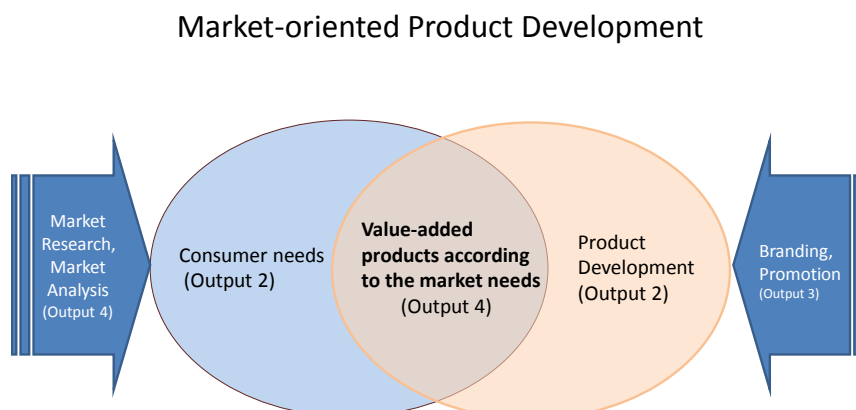 Market-oriented Product Development
Market
Research,
Market
Analysis
(Output 4)
Consumer needs
(Output 2)
Value-added
products according
to the market needs
(Output 4)
Product
Development
(Output 2)
Branding,
Promotion
(Output 3)